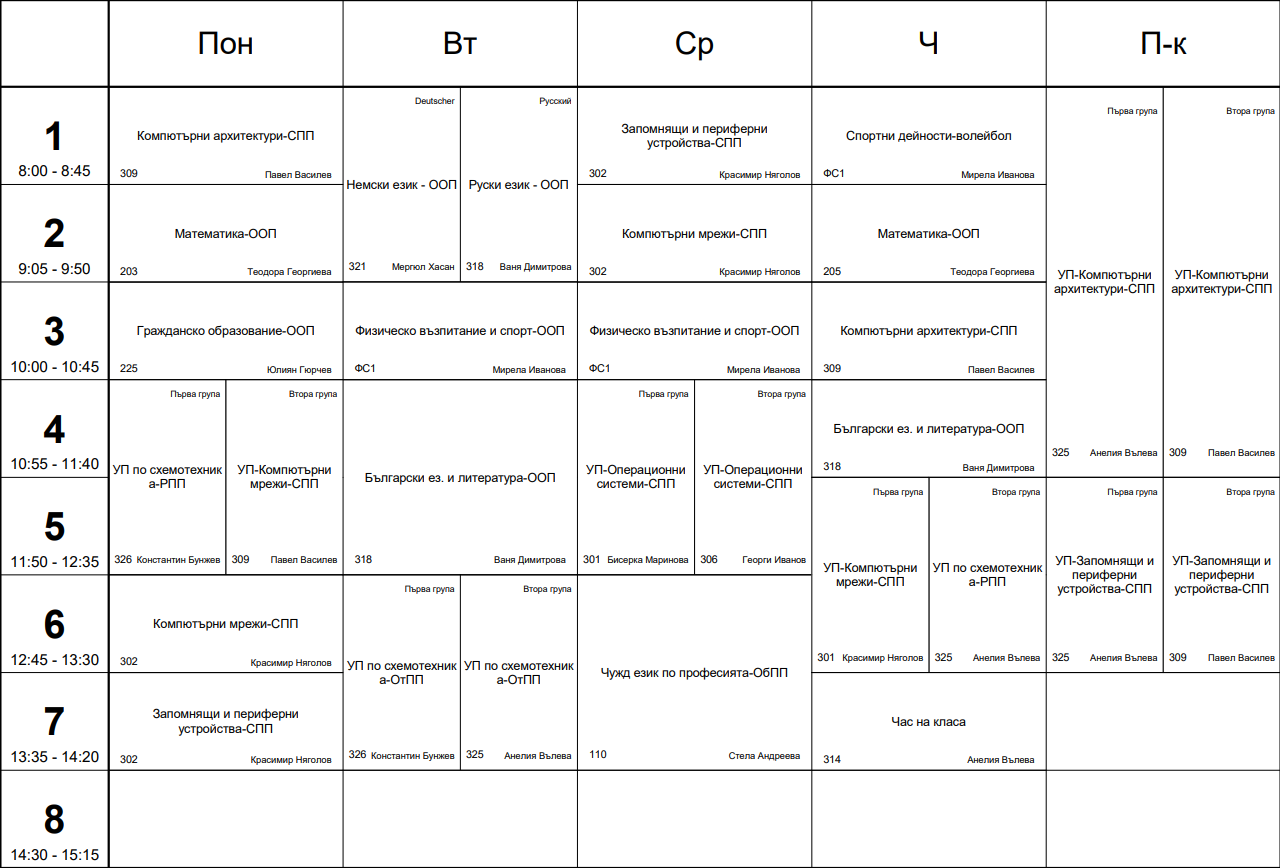 Пон
Вт
Ср
Ч
П-к
1
8:00 - 8:45
Компютърни архитектури-СПП
309 Павел Василев
Deutscher
Немски език - ООП
321 Мергюл Хасан
Русский
Руски език - ООП
318 Ваня Димитрова
Запомнящи и периферни
устройства-СПП
302 Красимир Няголов
Спортни дейности-волейбол
ФС1 Мирела Иванова
Първа група
УП-Компютърни
архитектури-СПП
325 Анелия Вълева
Втора група
УП-Компютърни
архитектури-СПП
309 Павел Василев
2
9:05 - 9:50
Математика-ООП
203 Теодора Георгиева
Компютърни мрежи-СПП
302 Красимир Няголов
Математика-ООП
205 Теодора Георгиева
3
10:00 - 10:45
Гражданско образование-ООП
225 Юлиян Гюрчев
Физическо възпитание и спорт-ООП
ФС1 Мирела Иванова
Физическо възпитание и спорт-ООП
ФС1 Мирела Иванова
Компютърни архитектури-СПП
309 Павел Василев
4
10:55 - 11:40
Първа група
УП по схемотехник
а-РПП
326 Константин Бунжев
Втора група
УП-Компютърни
мрежи-СПП
309 Павел Василев
Български ез. и литература-ООП
318 Ваня Димитрова
Първа група
УП-Операционни
системи-СПП
301 Бисерка Маринова
Втора група
УП-Операционни
системи-СПП
306 Георги Иванов
Български ез. и литература-ООП
318 Ваня Димитрова
5
11:50 - 12:35
Първа група
УП-Компютърни
мрежи-СПП
301 Красимир Няголов
Втора група
УП по схемотехник
а-РПП
325 Анелия Вълева
Първа група
УП-Запомнящи и
периферни
устройства-СПП
325 Анелия Вълева
Втора група
УП-Запомнящи и
периферни
устройства-СПП
309 Павел Василев
6
12:45 - 13:30
Компютърни мрежи-СПП
302 Красимир Няголов
Първа група
УП по схемотехник
а-ОтПП
326 Константин Бунжев
Втора група
УП по схемотехник
а-ОтПП
325 Анелия Вълева
Чужд език по професията-ОбПП
110 Стела Андреева
7
13:35 - 14:20
Запомнящи и периферни
устройства-СПП
302 Красимир Няголов
Час на класа
314 Анелия Вълева
8
14:30 - 15:15